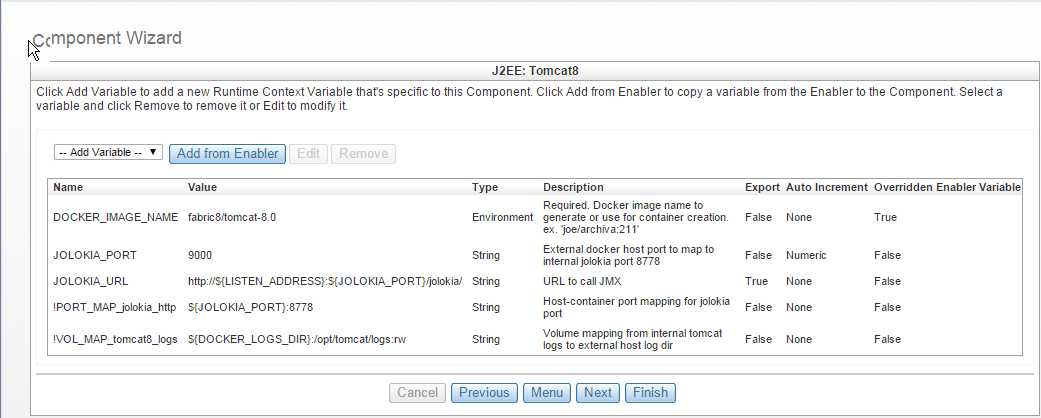 Component Wizard
J2EE: Tomcat8
Click Add Variable to add a new Runtime Context Variable that's specific to this Component. Click Add from Enabler to copy a variable from the Enabler to the Component. Select a
variable and click Remove to remove it or Edit to modify it.
-- Add Variable -- Add from Enabler Edit Remove
Name Value Type Description Export Auto Increment Overridden Enabler Variable
DOCKER_IMAGE_NAME fabric8/tomcat-8.0 Environment Required. Docker image name to
generate or use for container creation.
ex. 'joe/archiva:211' False None True
JOLOKIA_PORT 9000 String External docker host port to map to
internal jolokia port 8778 False Numeric False
JOLOKIA_URL http://${LISTEN_ADDRESS}:${JOLOKIA_PORT}/jolokia/ String URL to call JMX True None False
!PORT_MAP_jolokia_http ${JOLOKIA_PORT}:8778 String Host-container port mapping for jolokia
port False None False
!VOL_MAP_tomcat8_logs ${DOCKER_LOGS_DIR}:/opt/tomcat/logs:rw String Volume mapping from internal tomcat
logs to external host log dir False None False
Cancel Previous Menu Next Finish